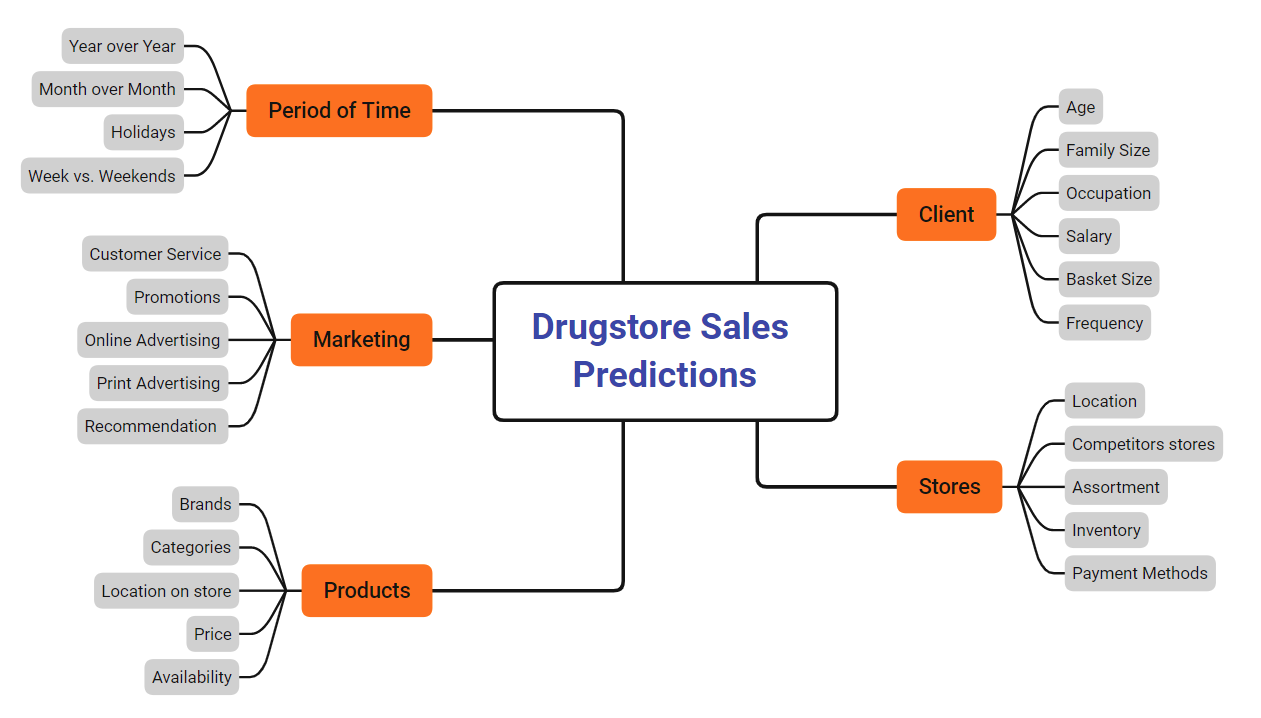 Drugstore Sales
Predictions
Period of Time
Year over Year
Month over Month
Holidays
Week vs. Weekends
Marketing
Customer Service
Promotions
Online Advertising
Print Advertising
Recommendation
Products
Brands
Categories
Location on store
Price
Availability
Client
Age
Family Size
Occupation
Salary
Basket Size
Frequency
Stores
Location
Competitors stores
Assortment
Inventory
Payment Methods